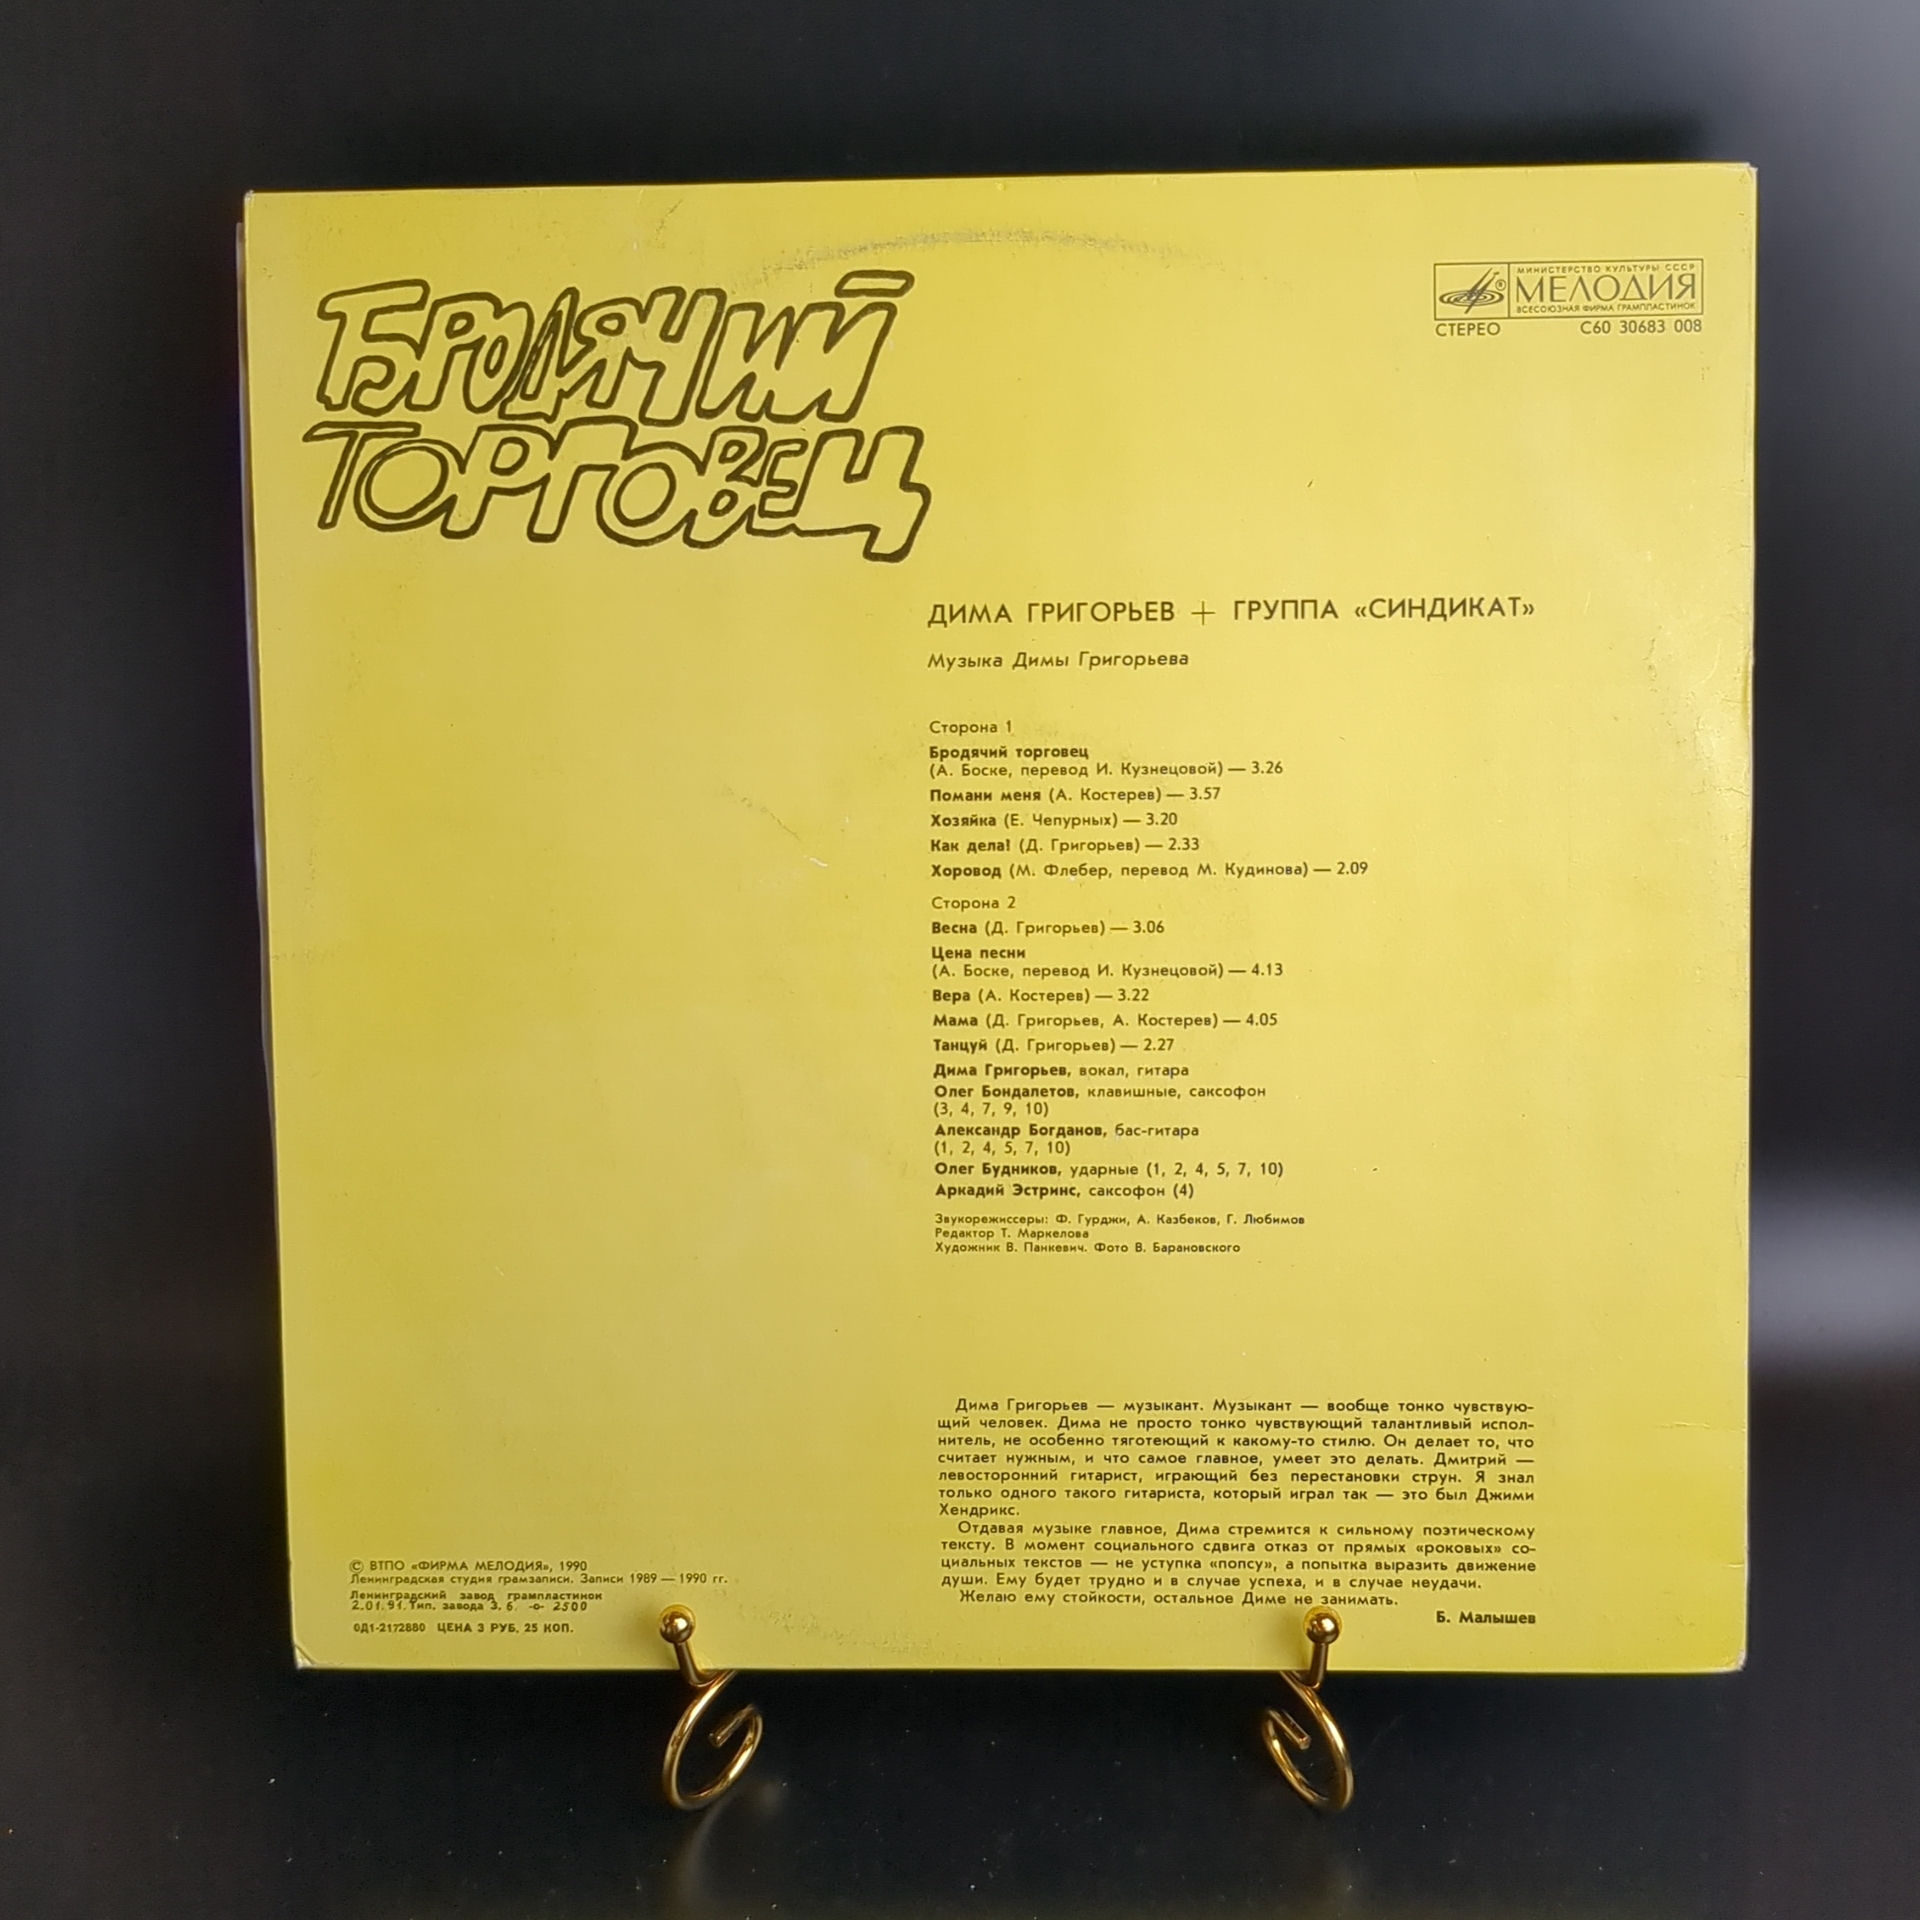 БРОДЯЧИЙ
ТОРГОВЕЦ
МИНИСТЕРСТВО КУЛЬТУРЫ СССР
МЕЛОДИЯ
ВСЕСОЮЗНАЯ ФИРМА ГРАМПЛАСТИНОК
СТЕРЕО С60 30683 008
ДИМА ГРИГОРЬЕВ + ГРУППА «СИНДИКАТ»
Музыка Димы Григорьева
Сторона 1
Бродячий торговец
(А. Боске, перевод И. Кузнецовой) — 3.26
Помани меня (А. Костерев) — 3.57
Хозяйка (Е. Чепурных) — 3.20
Как дела! (Д. Григорьев) — 2.33
Хоровод (М. Флебер, перевод М. Кудинова) — 2.09
Сторона 2
Весна (Д. Григорьев) — 3.06
Цена песни
(А. Боске, перевод И. Кузнецовой) — 4.13
Вера (А. Костерев) — 3.22
Мама (Д. Григорьев, А. Костерев) — 4.05
Танцуй (Д. Григорьев) — 2.27
Дима Григорьев, вокал, гитара
Олег Бондалетов, клавишные, саксофон
(3, 4, 7, 9, 10)
Александр Богданов, бас-гитара
(1, 2, 4, 5, 7, 10)
Олег Будников, ударные (1, 2, 4, 5, 7, 10)
Аркадий Эстринс, саксофон (4)
Звукорежиссеры: Ф. Гурджи, А. Казбеков, Г. Любимов
Редактор Т. Маркелова
Художник В. Панкевич. Фото В. Барановского
Дима Григорьев — музыкант. Музыкант — вообще тонко чувствую-
щий человек. Дима не просто тонко чувствующий талантливый испол-
нитель, не особенно тяготеющий к какому-то стилю. Он делает то, что
считает нужным, и что самое главное, умеет это делать. Дмитрий —
левосторонний гитарист, играющий без перестановки струн. Я знал
только одного такого гитариста, который играл так — это был Джими
Хендрикс.
Отдавая музыке главное, Дима стремится к сильному поэтическому
тексту. В момент социального сдвига отказ от прямых «роковых» со-
циальных текстов — не уступка «попсу», а попытка выразить движение
души. Ему будет трудно и в случае успеха, и в случае неудачи.
Желаю ему стойкости, остальное Диме не занимать.
Б. Малышев
© ВТПО «ФИРМА МЕЛОДИЯ», 1990
Ленинградская студия грамзаписи. Записи 1989 — 1990 гг.
Ленинградский завод грампластинок
2.01.91. Тип. завода З. 6. -о- 2500
ОД1-2172880 ЦЕНА 3 РУБ. 25 КОП.